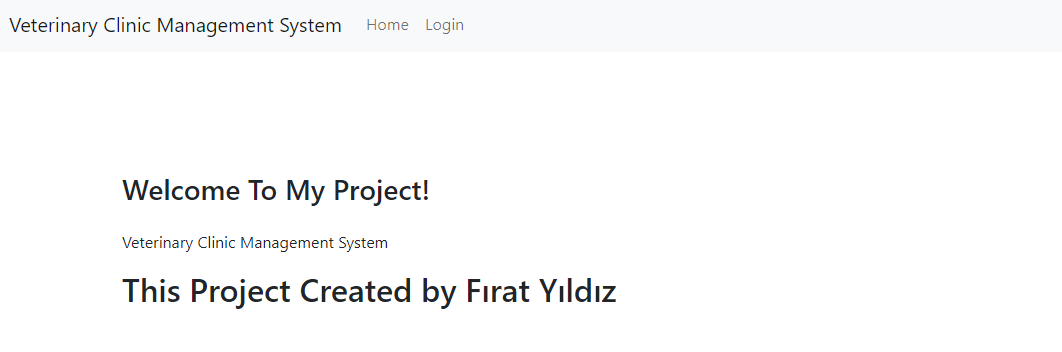 Veterinary Clinic Management System Home Login
Welcome To My Project!
Veterinary Clinic Management System
This Project Created by Fırat Yıldız